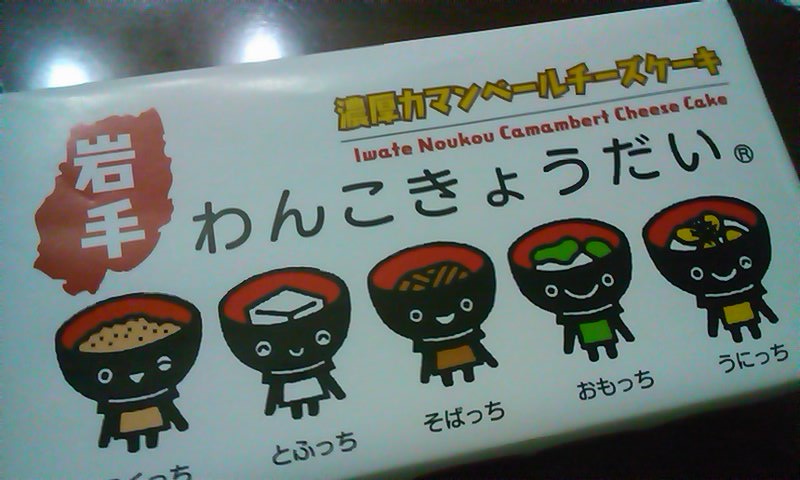 濃厚カマンベールチーズケーキ
Iwate Noukou Camambert Cheese Cake
岩手
わんこきょうだい®
とふっち
そばっち
おもっち
うにっち